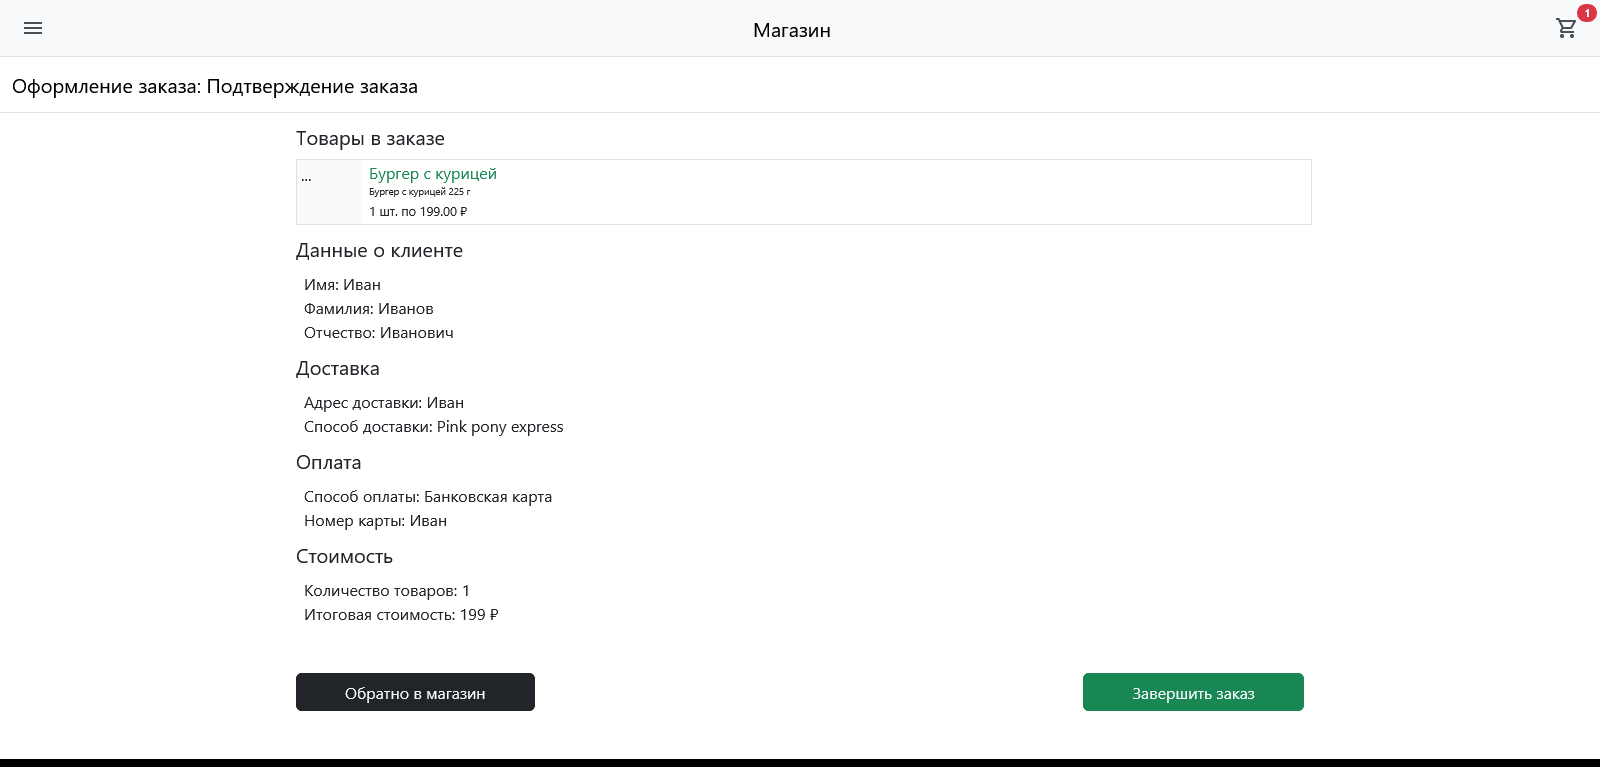 Магазин
1
Оформление заказа: Подтверждение заказа
Товары в заказе
...
Бургер с курицей
Бургер с курицей 225 г
1 шт. по 199.00 ₽
Данные о клиенте
Имя: Иван
Фамилия: Иванов
Отчество: Иванович
Доставка
Адрес доставки: Иван
Способ доставки: Pink pony express
Оплата
Способ оплаты: Банковская карта
Номер карты: Иван
Стоимость
Количество товаров: 1
Итоговая стоимость: 199 ₽
Обратно в магазин
Завершить заказ